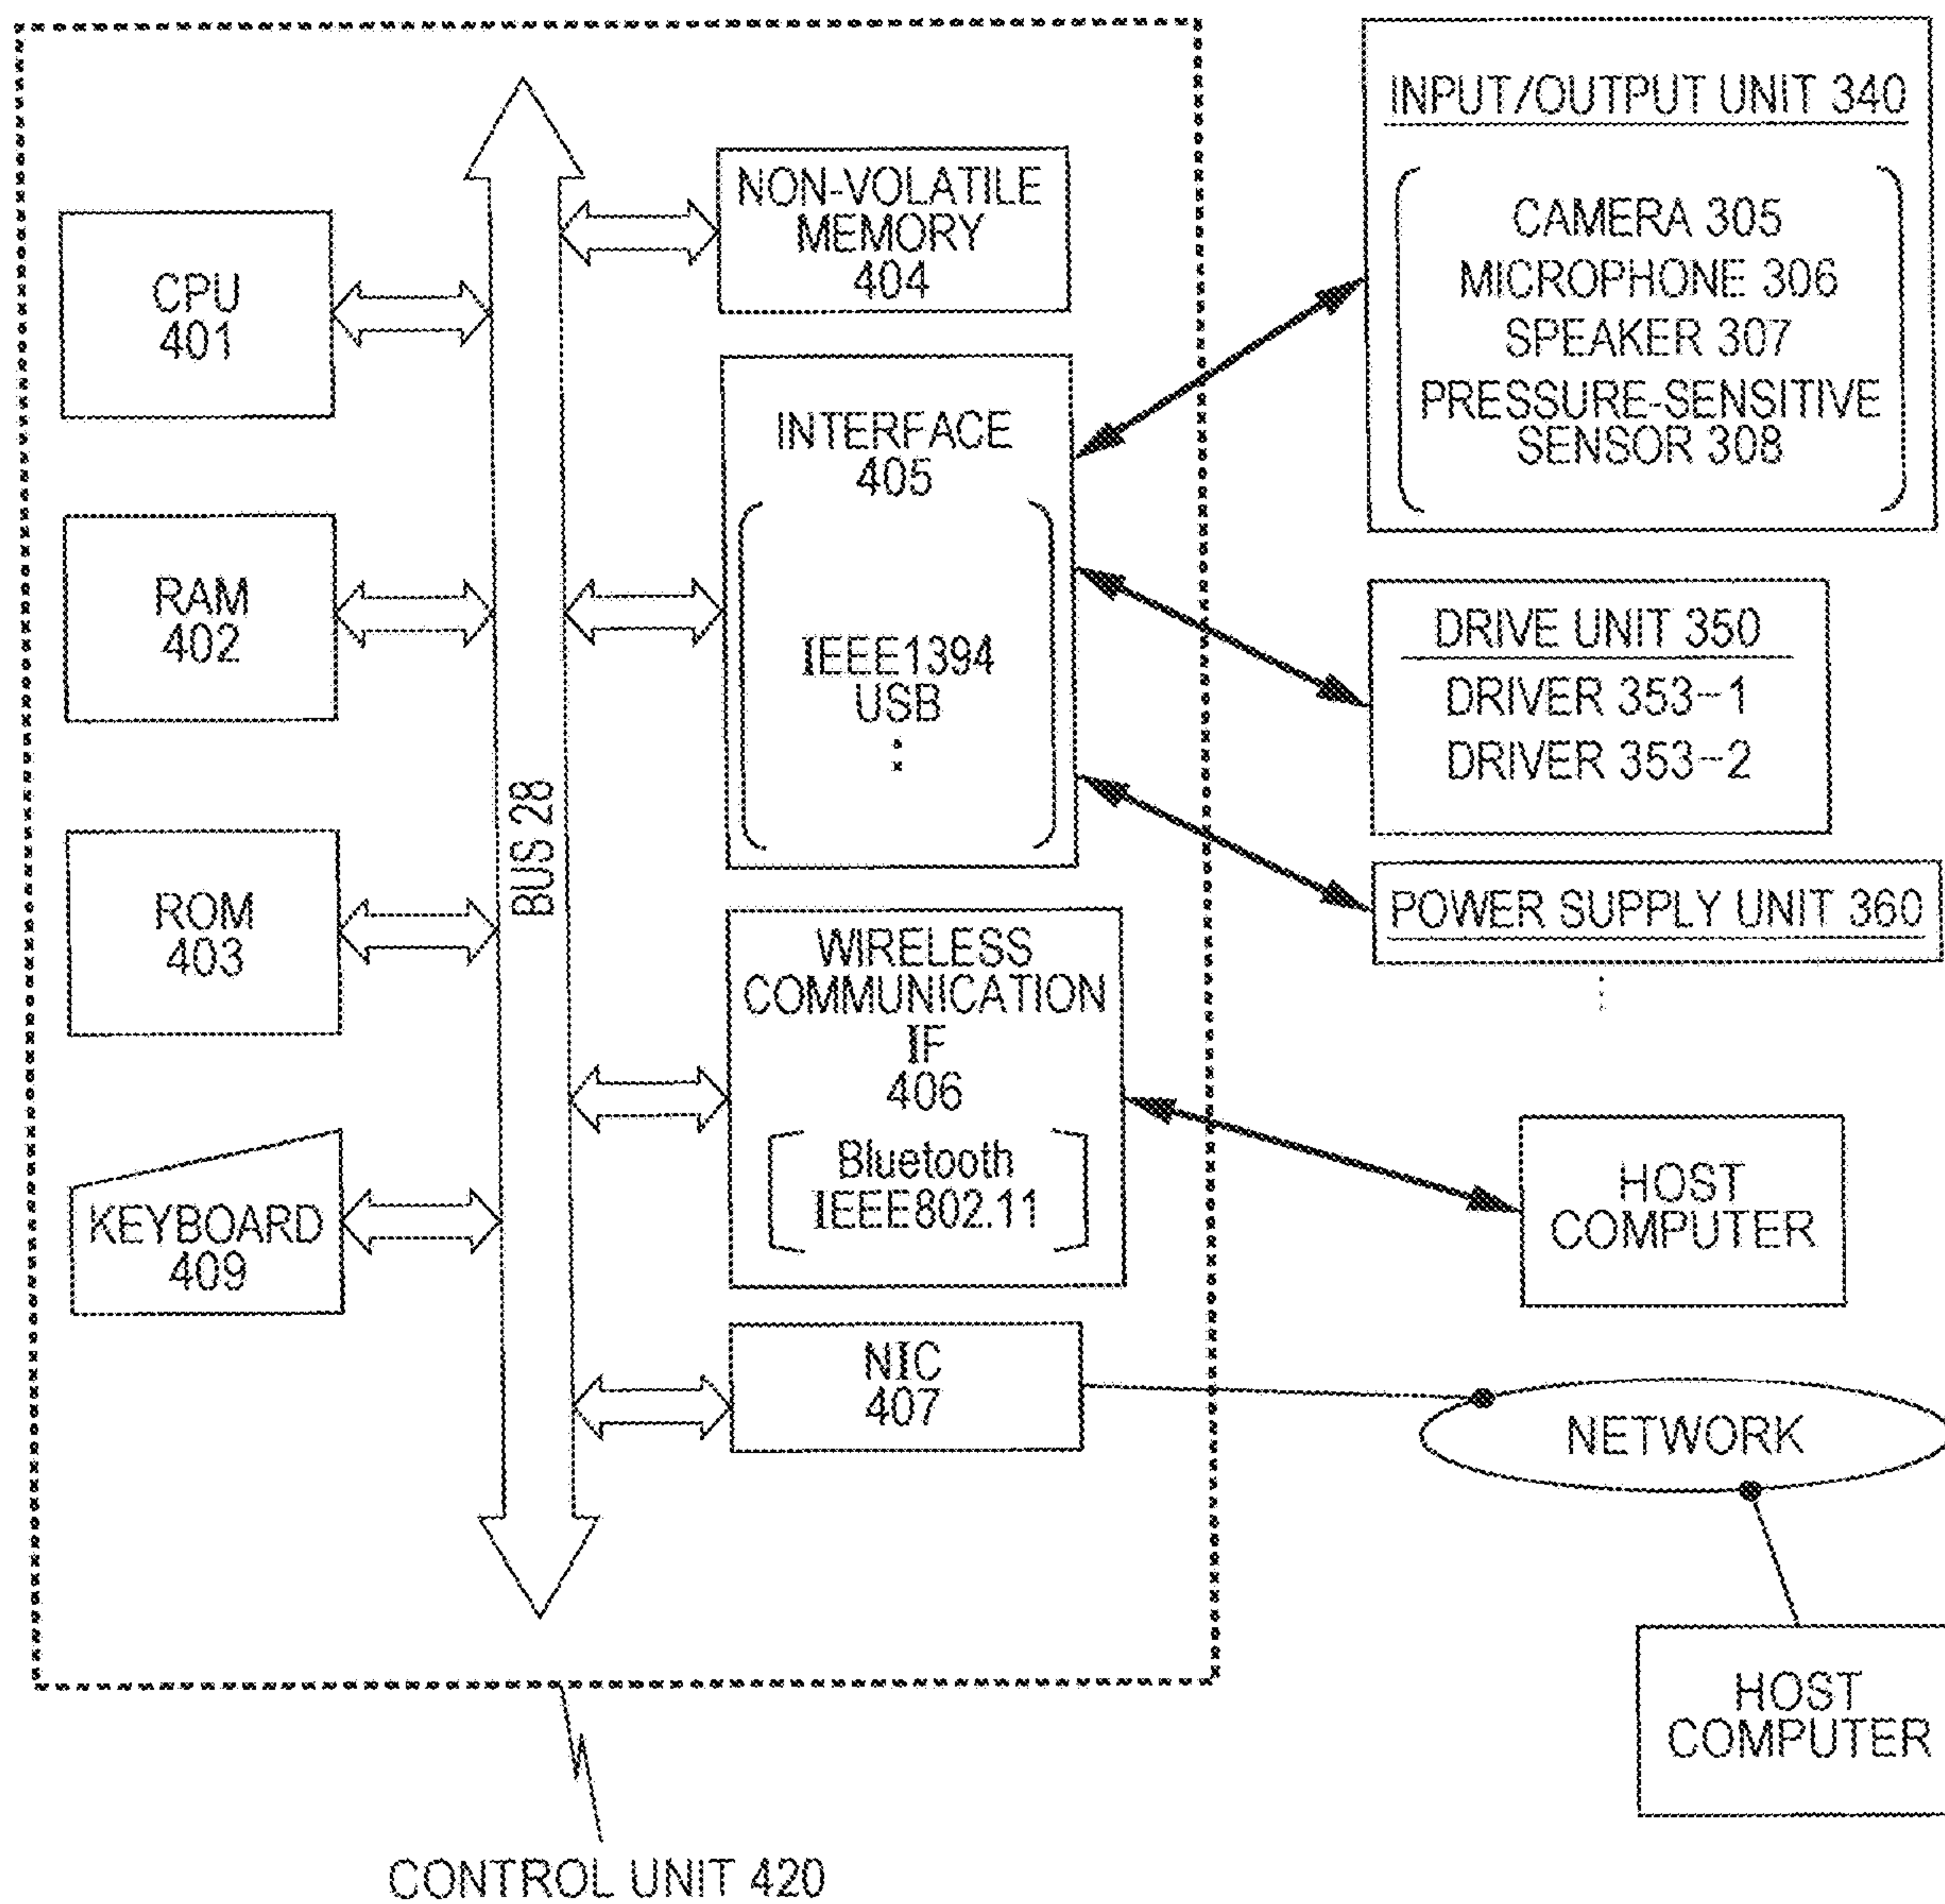 CPU
401
RAM
402
ROM
403
KEYBOARD
409
BUS 28
NON-VOLATILE
MEMORY
404
INTERFACE
405
IEEE1394
USB
WIRELESS
COMMUNICATION
IF
406
Bluetooth
IEEE802.11
NIC
407
INPUT/OUTPUT UNIT 340
CAMERA 305
MICROPHONE 306
SPEAKER 307
PRESSURE-SENSITIVE
SENSOR 308
DRIVE UNIT 350
DRIVER 353-1
DRIVER 353-2
POWER SUPPLY UNIT 360
HOST
COMPUTER
NETWORK
HOST
COMPUTER
CONTROL UNIT 420